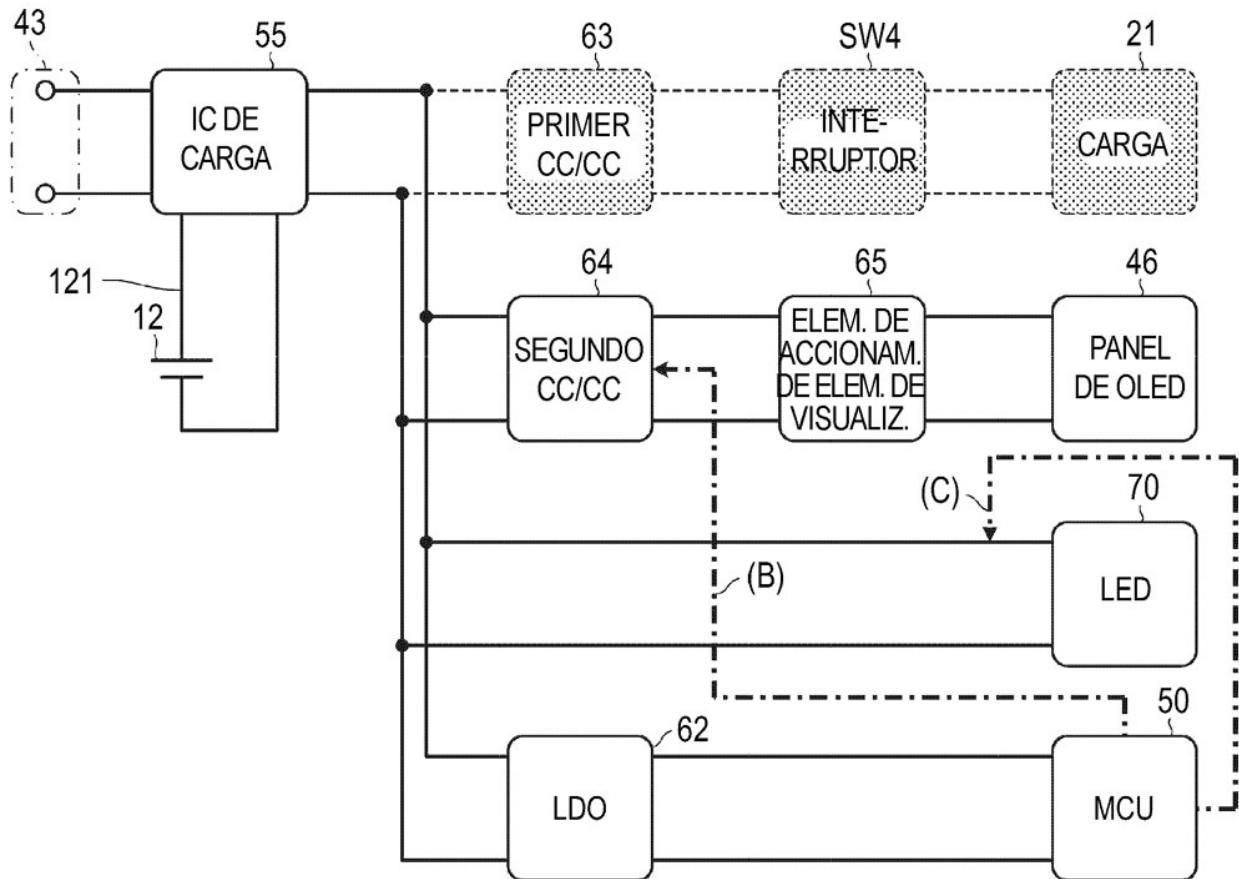 43
55
63
SW4
21
IC DE
CARGA
PRIMER
CC/CC
INTE-
RRUPTOR
CARGA
121
12
64
65
46
SEGUNDO
CC/CC
ELEM. DE
ACCIONAM.
DE ELEM. DE
VISUALIZ.
PANEL
DE OLED
(C)
70
(B)
LED
62
50
LDO
MCU